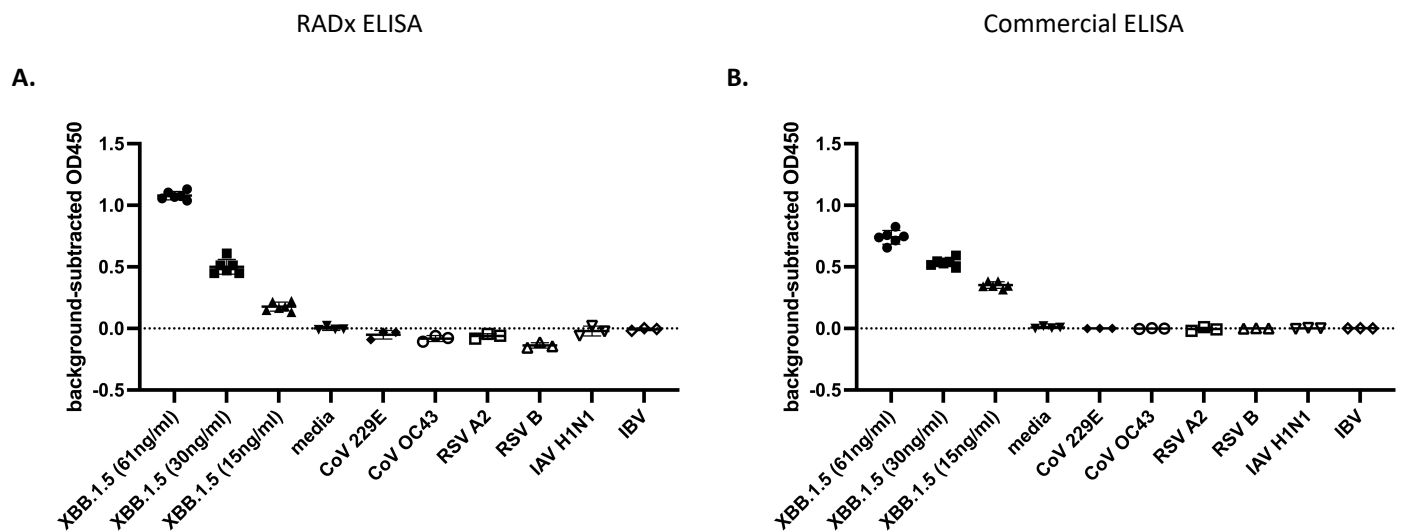 RADx ELISA
Commercial ELISA
A.
B.
background-subtracted OD450
1.5
1.0
0.5
0.0
-0.5
XBB.1.5 (61ng/ml)
XBB.1.5 (30ng/ml)
XBB.1.5 (15ng/ml)
media
CoV 229E
CoV OC43
RSV A2
RSV B
IAV H1N1
IBV
background-subtracted OD450
1.5
1.0
0.5
0.0
-0.5
XBB.1.5 (61ng/ml)
XBB.1.5 (30ng/ml)
XBB.1.5 (15ng/ml)
media
CoV 229E
CoV OC43
RSV A2
RSV B
IAV H1N1
IBV